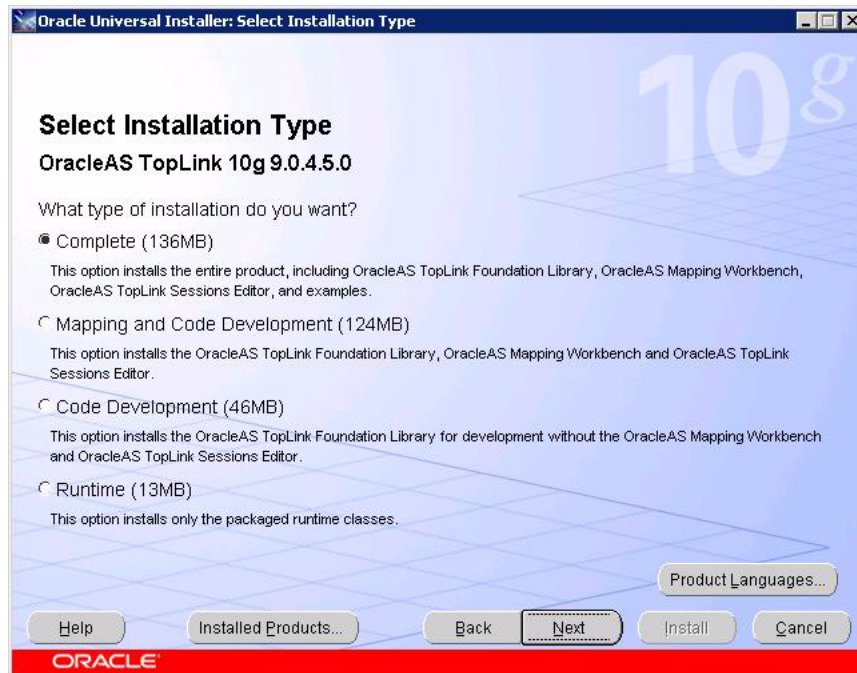 Oracle Universal Installer: Select Installation Type
10g
Select Installation Type
OracleAS TopLink 10g 9.0.4.5.0
What type of installation do you want?
Complete (136MB)
This option installs the entire product, including OracleAS TopLink Foundation Library, OracleAS Mapping Workbench,
OracleAS TopLink Sessions Editor, and examples.
Mapping and Code Development (124MB)
This option installs the OracleAS TopLink Foundation Library, OracleAS Mapping Workbench and OracleAS TopLink
Sessions Editor.
Code Development (46MB)
This option installs the OracleAS TopLink Foundation Library for development without the OracleAS Mapping Workbench
and OracleAS TopLink Sessions Editor.
Runtime (13MB)
This option installs only the packaged runtime classes.
Product Languages...
Help Installed Products... Back Next Install Cancel
ORACLE